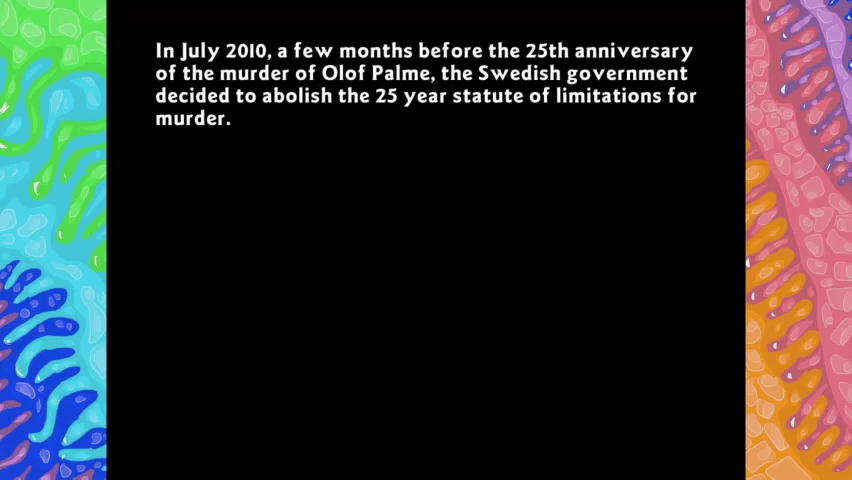 In July 2010, a few months before the 25th anniversary
of the murder of Olof Palme, the Swedish government
decided to abolish the 25 year statute of limitations for
murder.